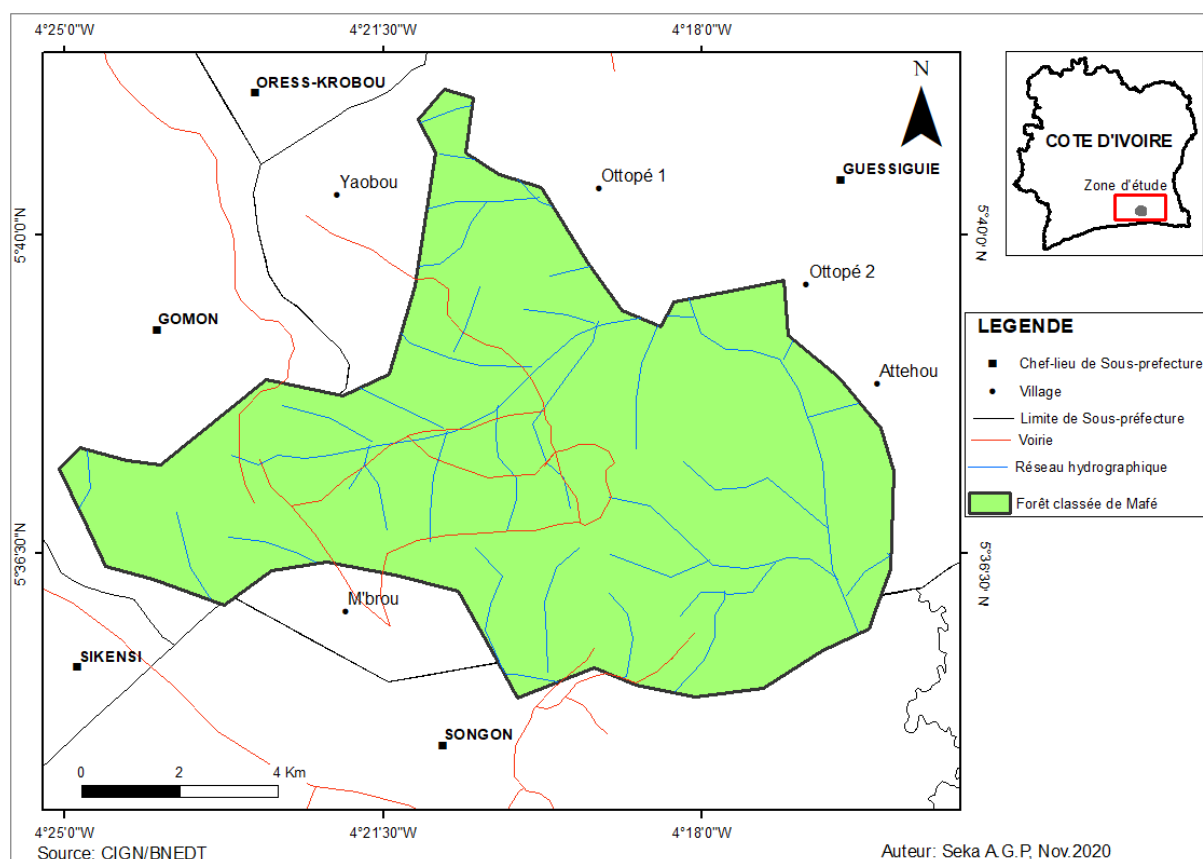 4°25'0"W
4°21'30"W
4°18'0"W
N
ORESS-KROBOU
Yaobou
Ottopé 1
GUESSIGUIE
5°40'0"N
5°40'0"N
Ottopé 2
GOMON
Attehou
5°36'30"N
5°36'30"N
M'brou
SIKENSI
SONGON
0
2
4 Km
4°25'0"W
4°21'30"W
4°18'0"W
COTE D'IVOIRE
Zone d'étude
LEGENDE
Chef-lieu de Sous-prefecture
Village
Limite de Sous-préfecture
Voirie
Réseau hydrographique
Forêt classée de Mafé
Source: CIGN/BNEDT
Auteur: Seka A.G.P, Nov.2020